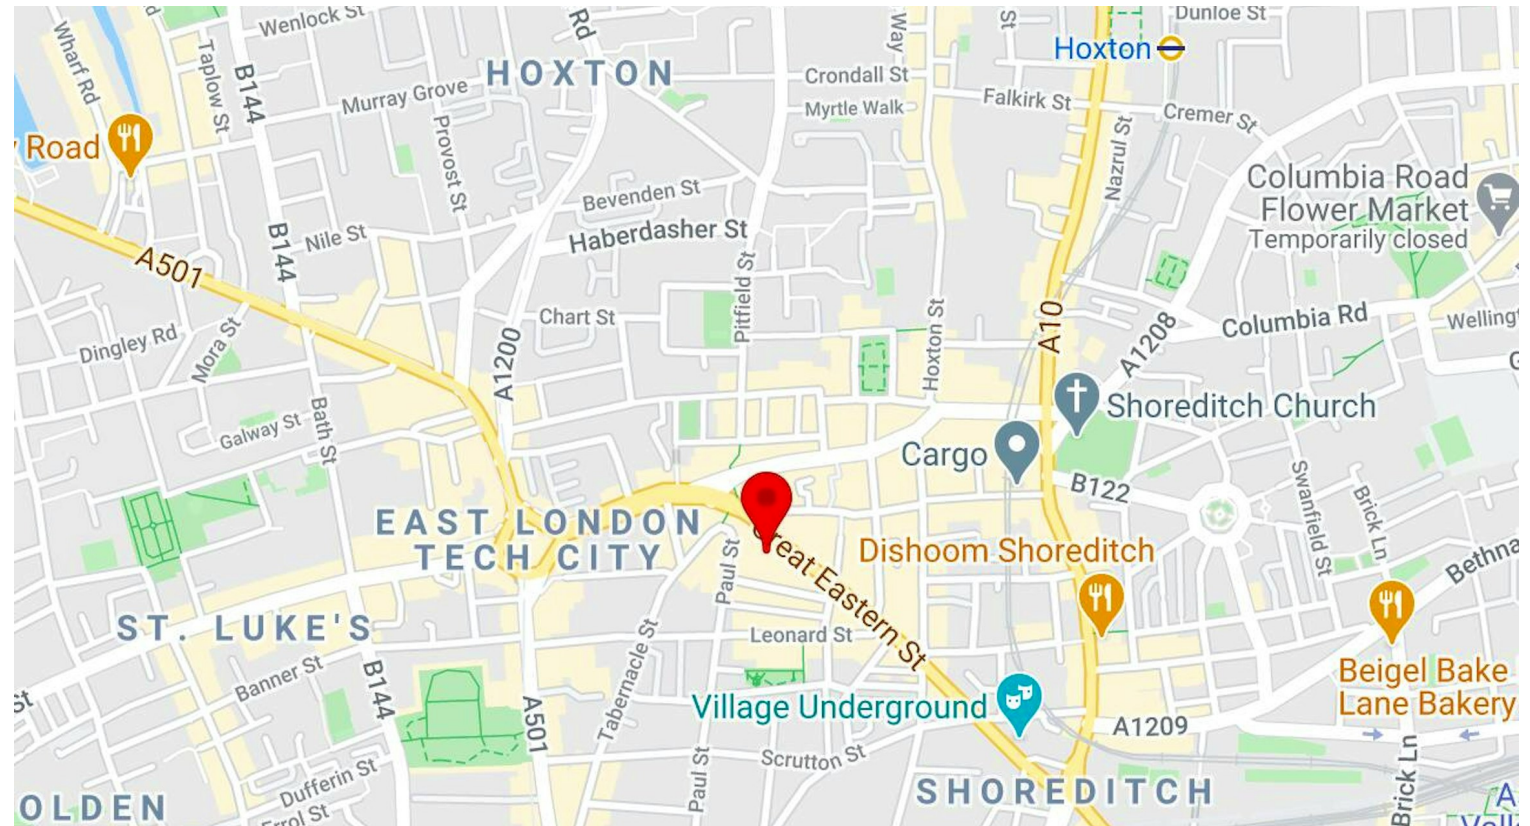 Wenlock St
Rd
Way
St
Dunloe St
Wharf Rd
Taplow St
B144
HOXTON
Hoxton
Crondall St
Murray Grove
Myrtle Walk
Falkirk St
Cremer St
Road
Provost St
Nazrul St
Columbia Road
Flower Market
Temporarily closed
Bevenden St
Haberdasher St
Nile St
B144
A501
Pitfield St
Chart St
Hoxton St
A10
A1208
Columbia Rd
Wellingt
Dingley Rd
Mora St
A1200
Galway St
Bath St
Shoreditch Church
Cargo
B122
Swanfield St
Brick Ln
EAST LONDON
TECH CITY
Great Eastern St
Dishoom Shoreditch
Bethna
Paul St
ST. LUKE'S
Leonard St
Tabernacle St
Banner St
B144
St
A501
Village Underground
A1209
Beigel Bake
Lane Bakery
Scrutton St
Paul St
Dufferin St
Errol St
OLDEN
SHOREDITCH
Brick Ln
A